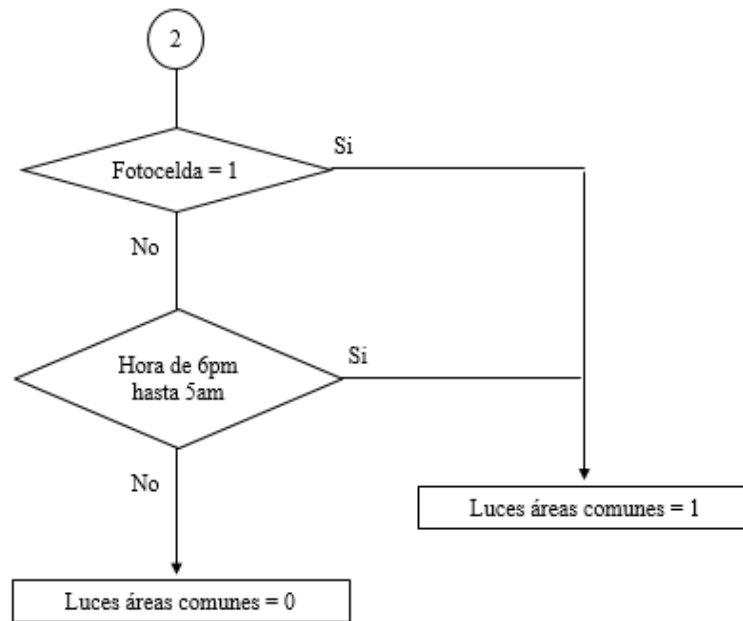 2
Fotocelda = 1
Si
No
Hora de 6pm
hasta 5am
Si
No
Luces áreas comunes = 1
Luces áreas comunes = 0